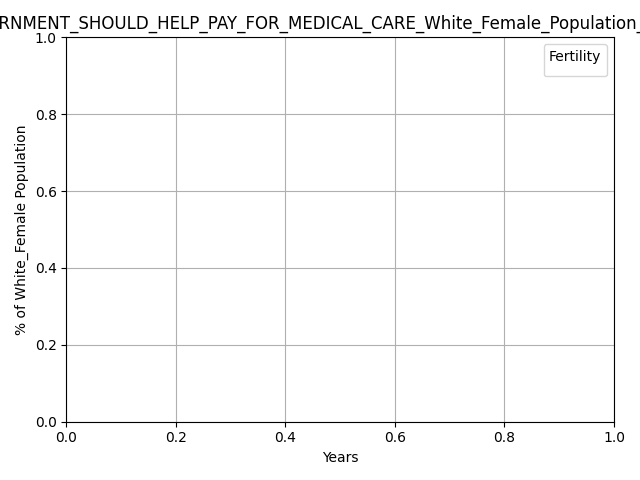 RNMENT_SHOULD_HELP_PAY_FOR_MEDICAL_CARE_White_Female_Population_
Fertility
1.0
0.8
0.6
0.4
0.2
0.0
% of White_Female Population
0.0 0.2 0.4 0.6 0.8 1.0
Years